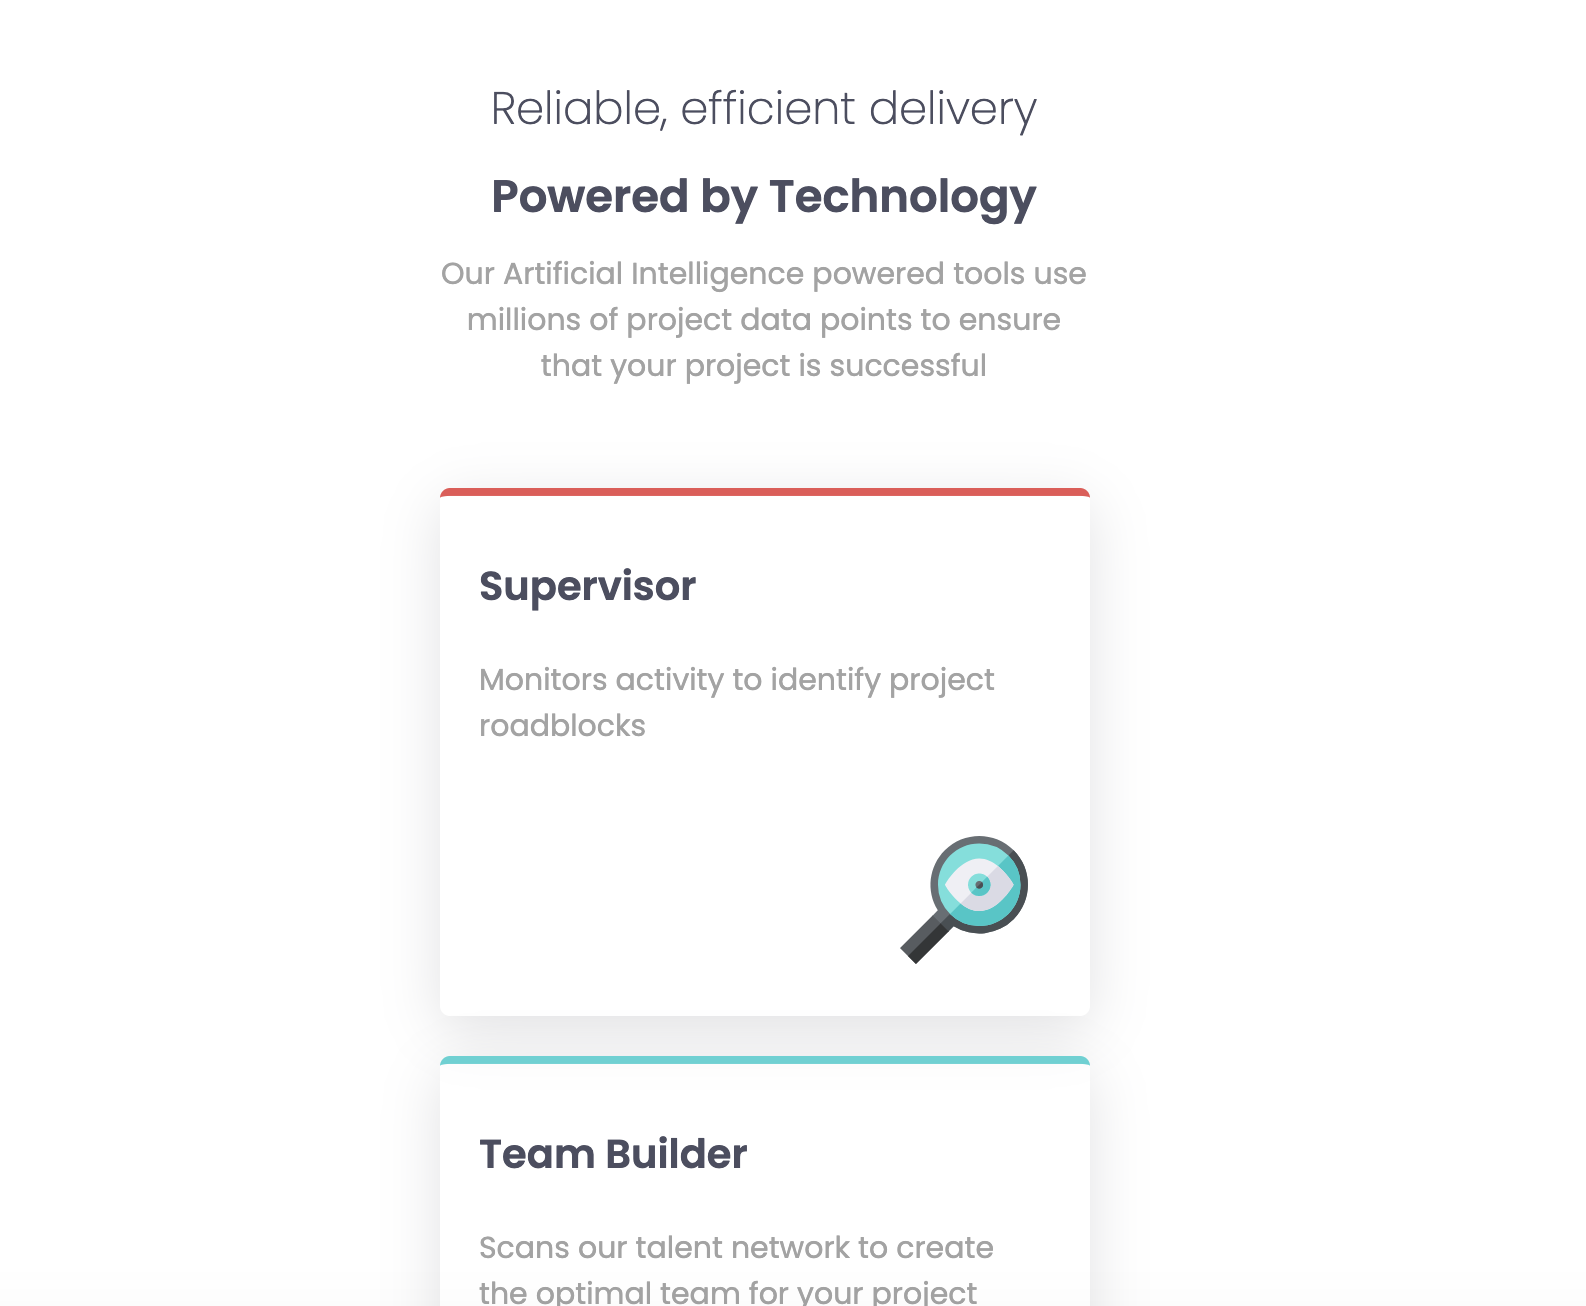 Reliable, efficient delivery
Powered by Technology
Our Artificial Intelligence powered tools use
millions of project data points to ensure
that your project is successful
Supervisor
Monitors activity to identify project
roadblocks
Team Builder
Scans our talent network to create
the optimal team for your project